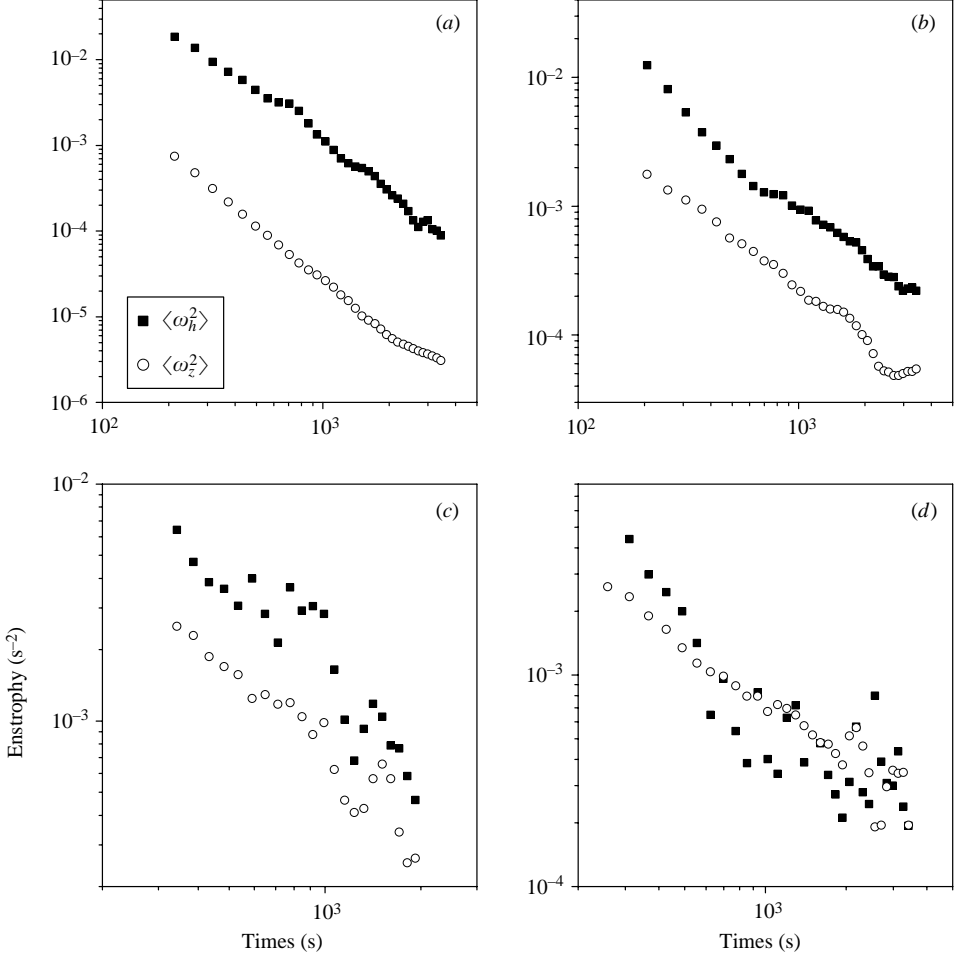 (a)
10⁻²
10⁻³
10⁻⁴
10⁻⁵
10⁻⁶
⟨ω_h²⟩
⟨ω_z²⟩
10²
10³
(b)
10⁻²
10⁻³
10⁻⁴
10²
10³
(c)
10⁻²
10⁻³
Enstrophy (s⁻²)
10³
Times (s)
(d)
10⁻³
10⁻⁴
10³
Times (s)